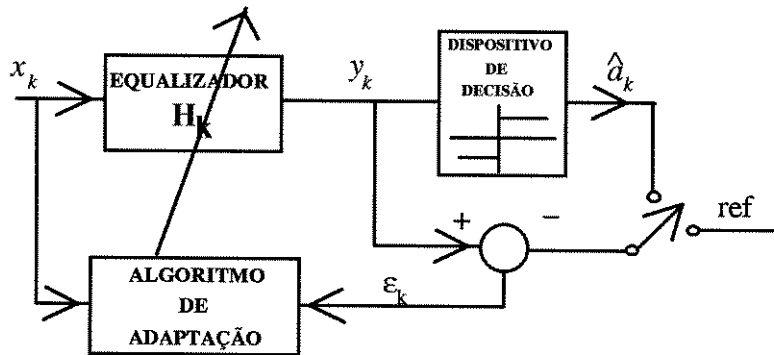 x_k
EQUALIZADOR
H_k
y_k
DISPOSITIVO
DE
DECISÃO
â_k
+
−
ref
ALGORITMO
DE
ADAPTAÇÃO
ε_k